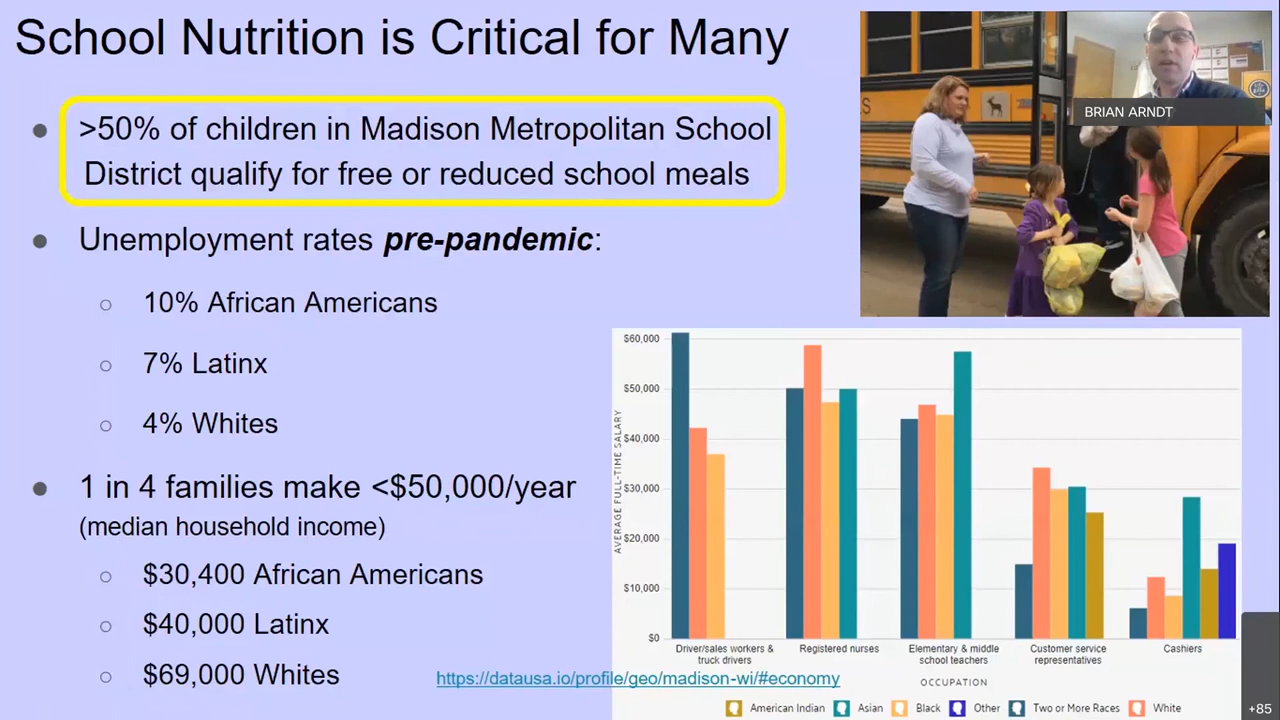 School Nutrition is Critical for Many
>50% of children in Madison Metropolitan School
District qualify for free or reduced school meals
Unemployment rates pre-pandemic:
10% African Americans
7% Latinx
4% Whites
1 in 4 families make <$50,000/year
(median household income)
$30,400 African Americans
$40,000 Latinx
$69,000 Whites
https://datausa.io/profile/geo/madison-wi/#economy
S
BRIAN ARNDT
AVERAGE FULL-TIME SALARY
$60,000
$50,000
$40,000
$30,000
$20,000
$10,000
$0
Driver/sales workers &
truck drivers
Registered nurses
Elementary & middle
school teachers
Customer service
representatives
Cashiers
OCCUPATION
American Indian
Asian
Black
Other
Two or More Races
White
+85